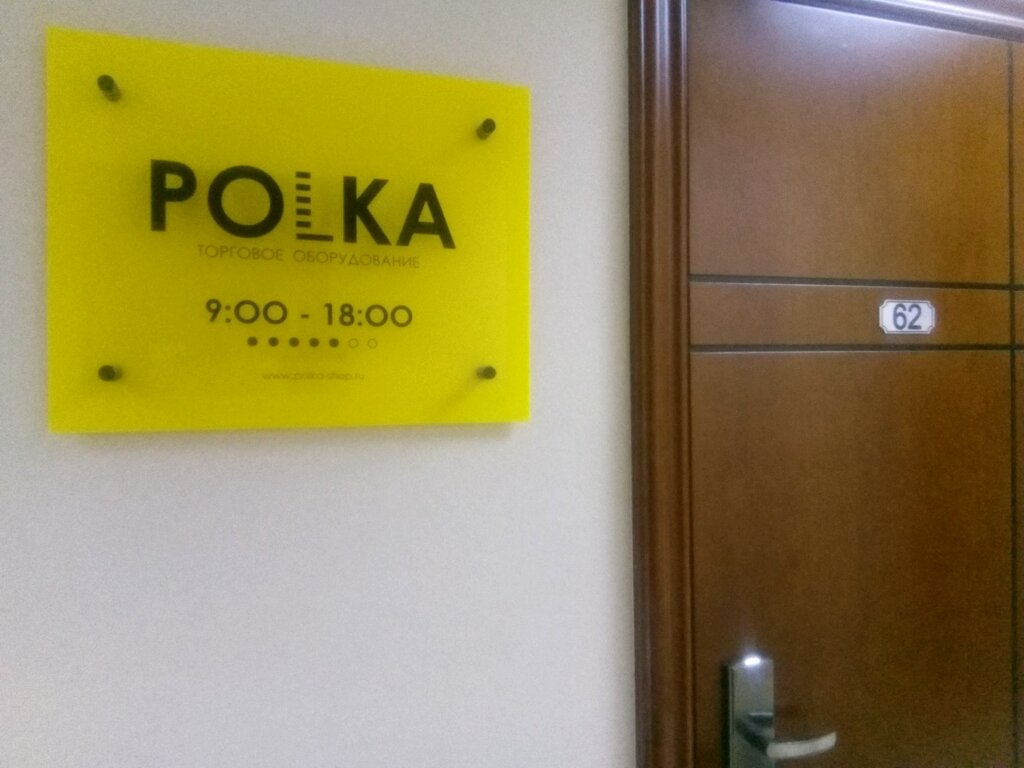 POLKA
ТОРГОВОЕ ОБОРУДОВАНИЕ
9:00 - 18:00
www.polka-shop.ru
62